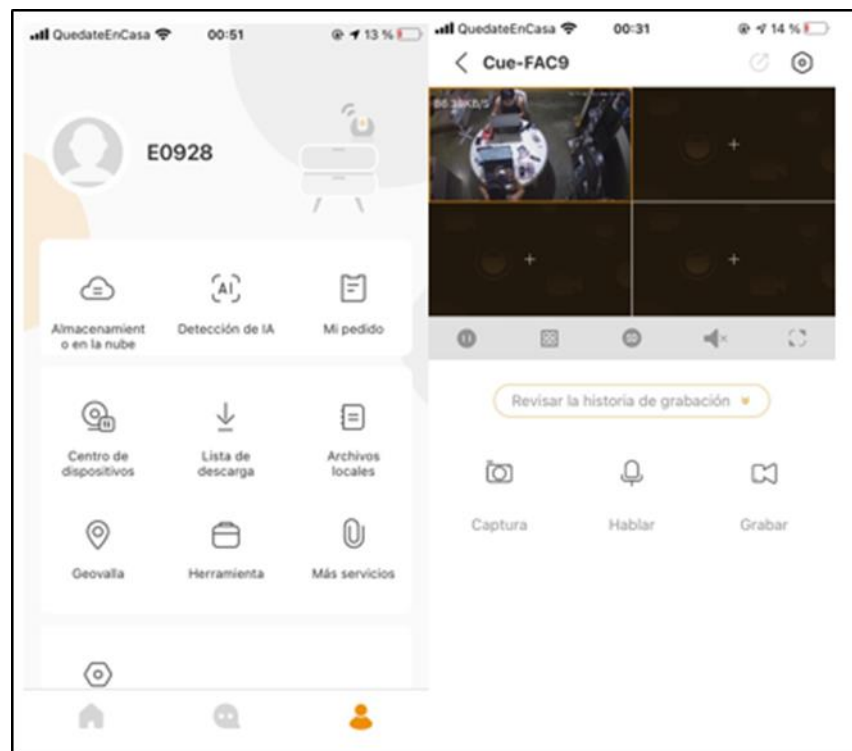 QuedateEnCasa 00:51 13 %
E0928
Almacenamient
o en la nube
Detección de IA
Mi pedido
Centro de
dispositivos
Lista de
descarga
Archivos
locales
Geovalla
Herramienta
Más servicios
QuedateEnCasa 00:31 14 %
Cue-FAC9
Revisar la historia de grabación
Captura
Hablar
Grabar